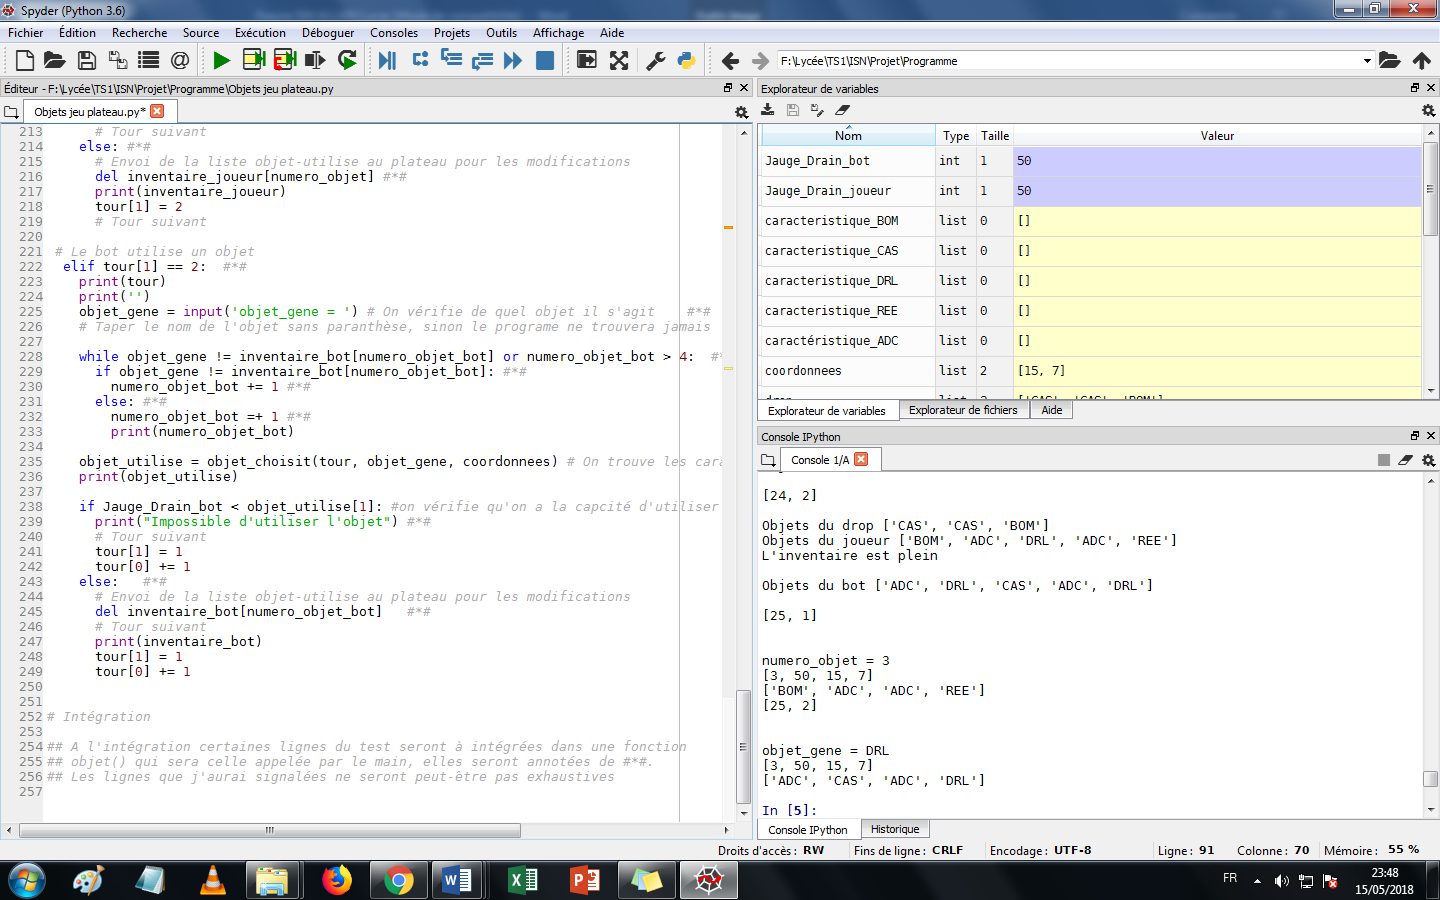 Spyder (Python 3.6)
Fichier Édition Recherche Source Exécution Déboguer Consoles Projets Outils Affichage Aide
F:\Lycée\TS1\ISN\Projet\Programme
Éditeur - F:\Lycée\TS1\ISN\Projet\Programme\Objets jeu plateau.py
Objets jeu plateau.py*
213 # Tour suivant
214 else: #*#
215 # Envoi de la liste objet-utilise au plateau pour les modifications
216 del inventaire_joueur[numero_objet] #*#
217 print(inventaire_joueur)
218 tour[1] = 2
219 # Tour suivant
220
221 # Le bot utilise un objet
222 elif tour[1] == 2: #*#
223 print(tour)
224 print('')
225 objet_gene = input('objet_gene = ') # On vérifie de quel objet il s'agit #*#
226 # Taper le nom de l'objet sans paranthèse, sinon le programe ne trouvera jamais
227
228 while objet_gene != inventaire_bot[numero_objet_bot] or numero_objet_bot > 4: #*
229 if objet_gene != inventaire_bot[numero_objet_bot]: #*#
230 numero_objet_bot += 1 #*#
231 else: #*#
232 numero_objet_bot =+ 1 #*#
233 print(numero_objet_bot)
234
235 objet_utilise = objet_choisit(tour, objet_gene, coordonnees) # On trouve les cara
236 print(objet_utilise)
237
238 if Jauge_Drain_bot < objet_utilise[1]: #on vérifie qu'on a la capcité d'utiliser
239 print("Impossible d'utiliser l'objet") #*#
240 # Tour suivant
241 tour[1] = 1
242 tour[0] += 1
243 else: #*#
244 # Envoi de la liste objet-utilise au plateau pour les modifications
245 del inventaire_bot[numero_objet_bot] #*#
246 # Tour suivant
247 print(inventaire_bot)
248 tour[1] = 1
249 tour[0] += 1
250
251
252 # Intégration
253
254 ## A l'intégration certaines lignes du test seront à intégrées dans une fonction
255 ## objet() qui sera celle appelée par le main, elles seront annotées de #*#.
256 ## Les lignes que j'aurai signalées ne seront peut-être pas exhaustives
257
Explorateur de variables
Nom Type Taille Valeur
Jauge_Drain_bot int 1 50
Jauge_Drain_joueur int 1 50
caracteristique_BOM list 0 []
caracteristique_CAS list 0 []
caracteristique_DRL list 0 []
caracteristique_REE list 0 []
caractéristique_ADC list 0 []
coordonnees list 2 [15, 7]
Explorateur de variables Explorateur de fichiers Aide
Console IPython
Console 1/A
[24, 2]
Objets du drop ['CAS', 'CAS', 'BOM']
Objets du joueur ['BOM', 'ADC', 'DRL', 'ADC', 'REE']
L'inventaire est plein
Objets du bot ['ADC', 'DRL', 'CAS', 'ADC', 'DRL']
[25, 1]
numero_objet = 3
[3, 50, 15, 7]
['BOM', 'ADC', 'ADC', 'REE']
[25, 2]
objet_gene = DRL
[3, 50, 15, 7]
['ADC', 'CAS', 'ADC', 'DRL']
In [5]:
Console IPython Historique
Droits d'accès : RW Fins de ligne : CRLF Encodage : UTF-8 Ligne : 91 Colonne : 70 Mémoire : 55 %
FR
23:48
15/05/2018